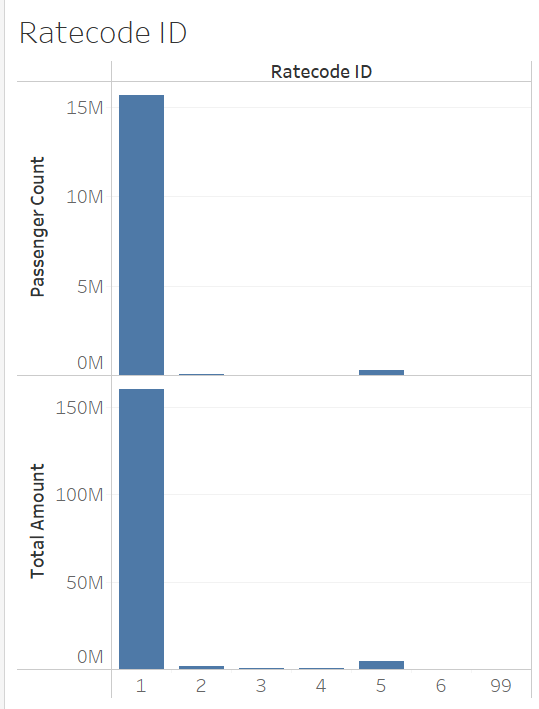 Ratecode ID
Ratecode ID
Passenger Count
15M
10M
5M
0M
Total Amount
150M
100M
50M
0M
1 2 3 4 5 6 99